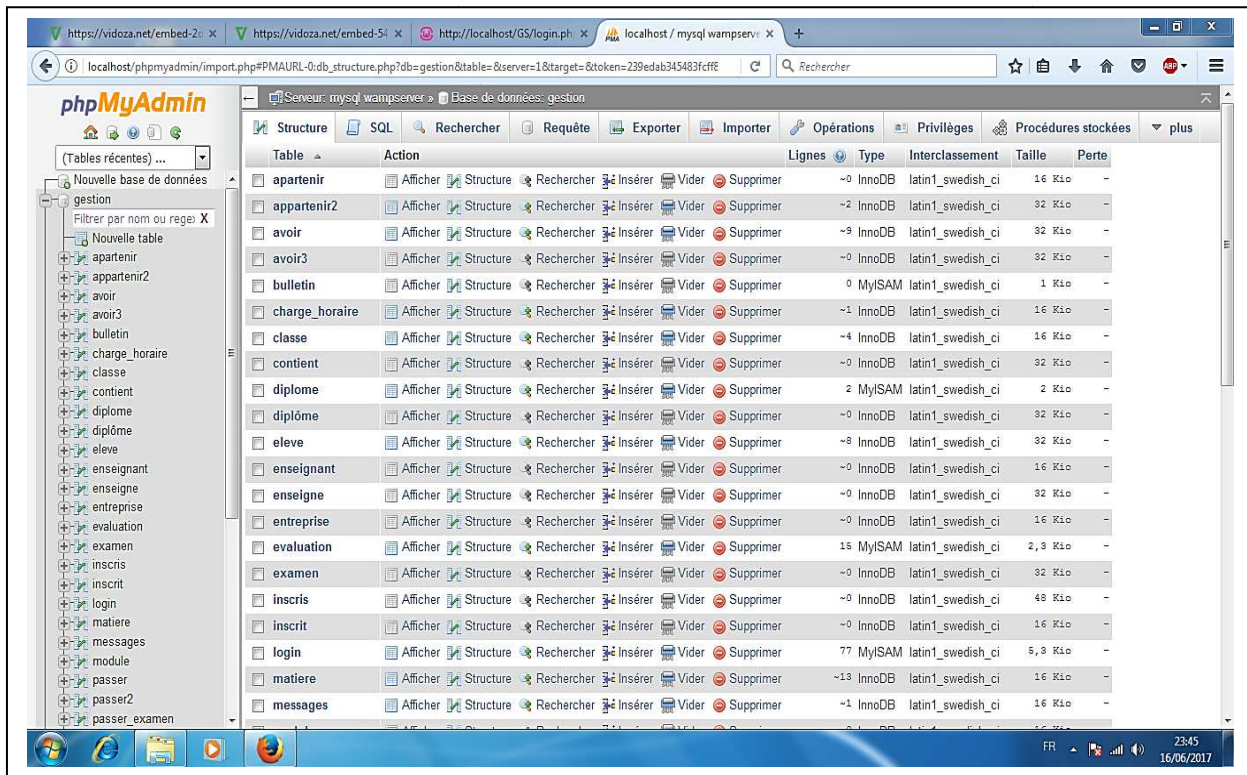 https://vidoza.net/embed-2 x https://vidoza.net/embed-54 x http://localhost/GS/login.ph x localhost / mysql wampserve x +
localhost/phpmyadmin/import.php#PMAURL-0:db_structure.php?db=gestion&table=&server=1&target=&token=239edab345483fcff Rechercher ABP
phpMyAdmin
(Tables récentes) ...
Nouvelle base de données
gestion
Filtrer par nom ou regex X
Nouvelle table
apartenir
appartenir2
avoir
avoir3
bulletin
charge_horaire
classe
contient
diplome
diplôme
eleve
enseignant
enseigne
entreprise
evaluation
examen
inscris
inscrit
login
matiere
messages
module
passer
passer2
passer_examen
Serveur: mysql wampserver » Base de données: gestion
Structure SQL Rechercher Requête Exporter Importer Opérations Privilèges Procédures stockées plus
Table Action Lignes Type Interclassement Taille Perte
apartenir Afficher Structure Rechercher Insérer Vider Supprimer ~0 InnoDB latin1_swedish_ci 16 Kio -
appartenir2 Afficher Structure Rechercher Insérer Vider Supprimer ~2 InnoDB latin1_swedish_ci 32 Kio -
avoir Afficher Structure Rechercher Insérer Vider Supprimer ~9 InnoDB latin1_swedish_ci 32 Kio -
avoir3 Afficher Structure Rechercher Insérer Vider Supprimer ~0 InnoDB latin1_swedish_ci 32 Kio -
bulletin Afficher Structure Rechercher Insérer Vider Supprimer 0 MyISAM latin1_swedish_ci 1 Kio -
charge_horaire Afficher Structure Rechercher Insérer Vider Supprimer ~1 InnoDB latin1_swedish_ci 16 Kio -
classe Afficher Structure Rechercher Insérer Vider Supprimer ~4 InnoDB latin1_swedish_ci 16 Kio -
contient Afficher Structure Rechercher Insérer Vider Supprimer ~0 InnoDB latin1_swedish_ci 32 Kio -
diplome Afficher Structure Rechercher Insérer Vider Supprimer 2 MyISAM latin1_swedish_ci 2 Kio -
diplôme Afficher Structure Rechercher Insérer Vider Supprimer ~0 InnoDB latin1_swedish_ci 32 Kio -
eleve Afficher Structure Rechercher Insérer Vider Supprimer ~8 InnoDB latin1_swedish_ci 32 Kio -
enseignant Afficher Structure Rechercher Insérer Vider Supprimer ~0 InnoDB latin1_swedish_ci 16 Kio -
enseigne Afficher Structure Rechercher Insérer Vider Supprimer ~0 InnoDB latin1_swedish_ci 32 Kio -
entreprise Afficher Structure Rechercher Insérer Vider Supprimer ~0 InnoDB latin1_swedish_ci 16 Kio -
evaluation Afficher Structure Rechercher Insérer Vider Supprimer 15 MyISAM latin1_swedish_ci 2,3 Kio -
examen Afficher Structure Rechercher Insérer Vider Supprimer ~0 InnoDB latin1_swedish_ci 32 Kio -
inscris Afficher Structure Rechercher Insérer Vider Supprimer ~0 InnoDB latin1_swedish_ci 48 Kio -
inscrit Afficher Structure Rechercher Insérer Vider Supprimer ~0 InnoDB latin1_swedish_ci 16 Kio -
login Afficher Structure Rechercher Insérer Vider Supprimer 77 MyISAM latin1_swedish_ci 5,3 Kio -
matiere Afficher Structure Rechercher Insérer Vider Supprimer ~13 InnoDB latin1_swedish_ci 16 Kio -
messages Afficher Structure Rechercher Insérer Vider Supprimer ~1 InnoDB latin1_swedish_ci 16 Kio -
FR 23:45
16/06/2017